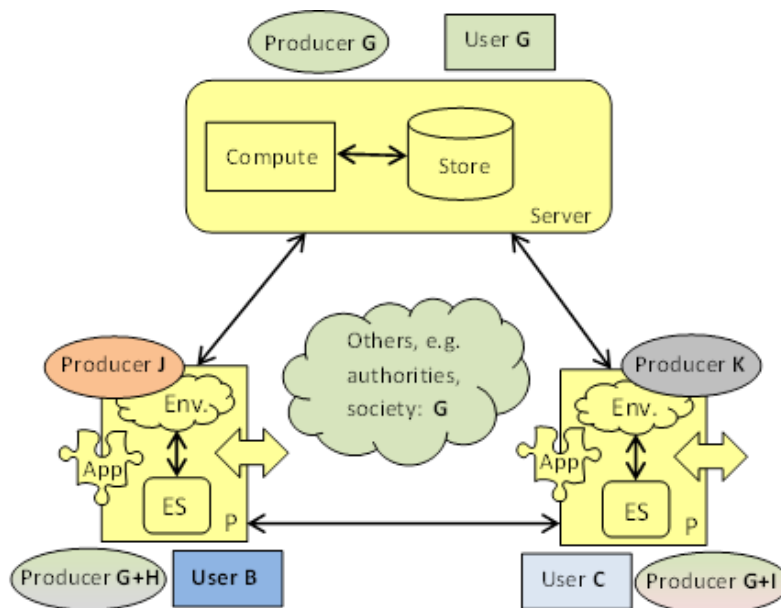 Producer G
User G
Compute
Store
Server
Others, e.g.
authorities,
society: G
Producer J
Env.
App
ES
P
Producer K
Env.
App
ES
P
Producer G+H
User B
User C
Producer G+I